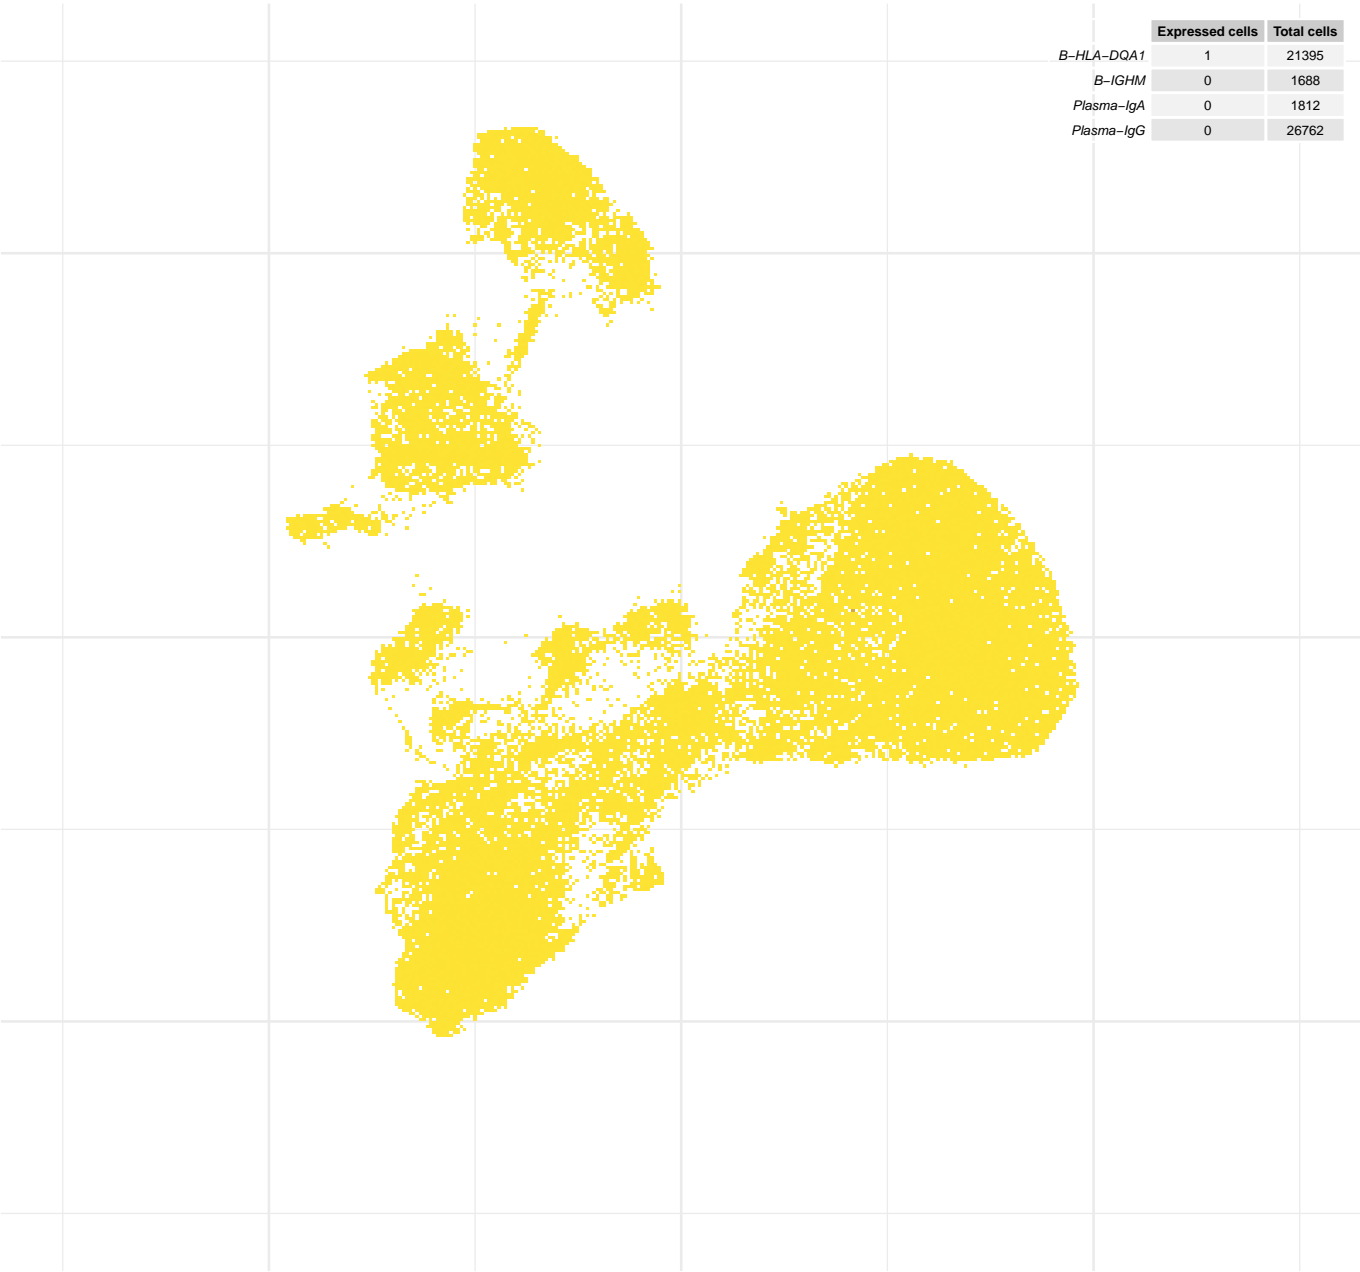 Expressed cells Total cells
B−HLA−DQA1 1 21395
B−IGHM 0 1688
Plasma−IgA 0 1812
Plasma−IgG 0 26762